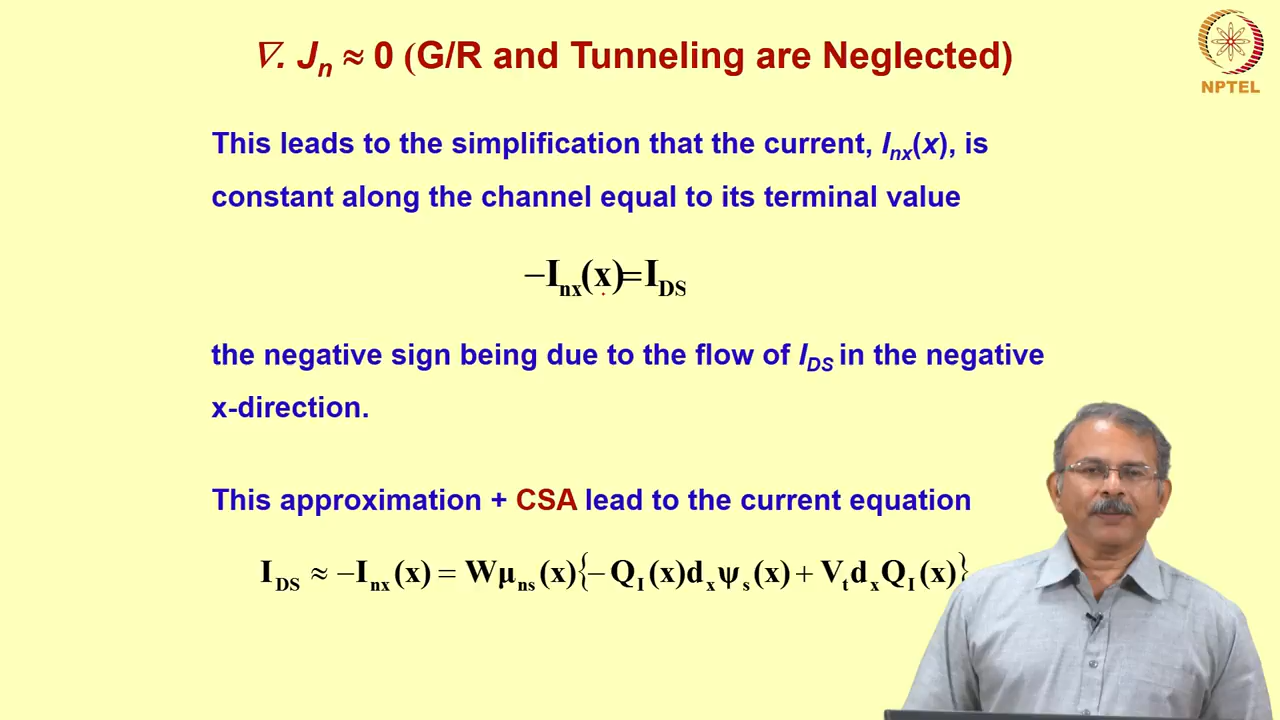 ∇. Jn ≈ 0 (G/R and Tunneling are Neglected)
NPTEL
This leads to the simplification that the current, Inx(x), is
constant along the channel equal to its terminal value
−Inx(x)=IDS
the negative sign being due to the flow of IDS in the negative
x-direction.
This approximation + CSA lead to the current equation
IDS ≈ −Inx(x) = Wμns(x){−QI(x)dxψs(x) + VtdxQI(x)}